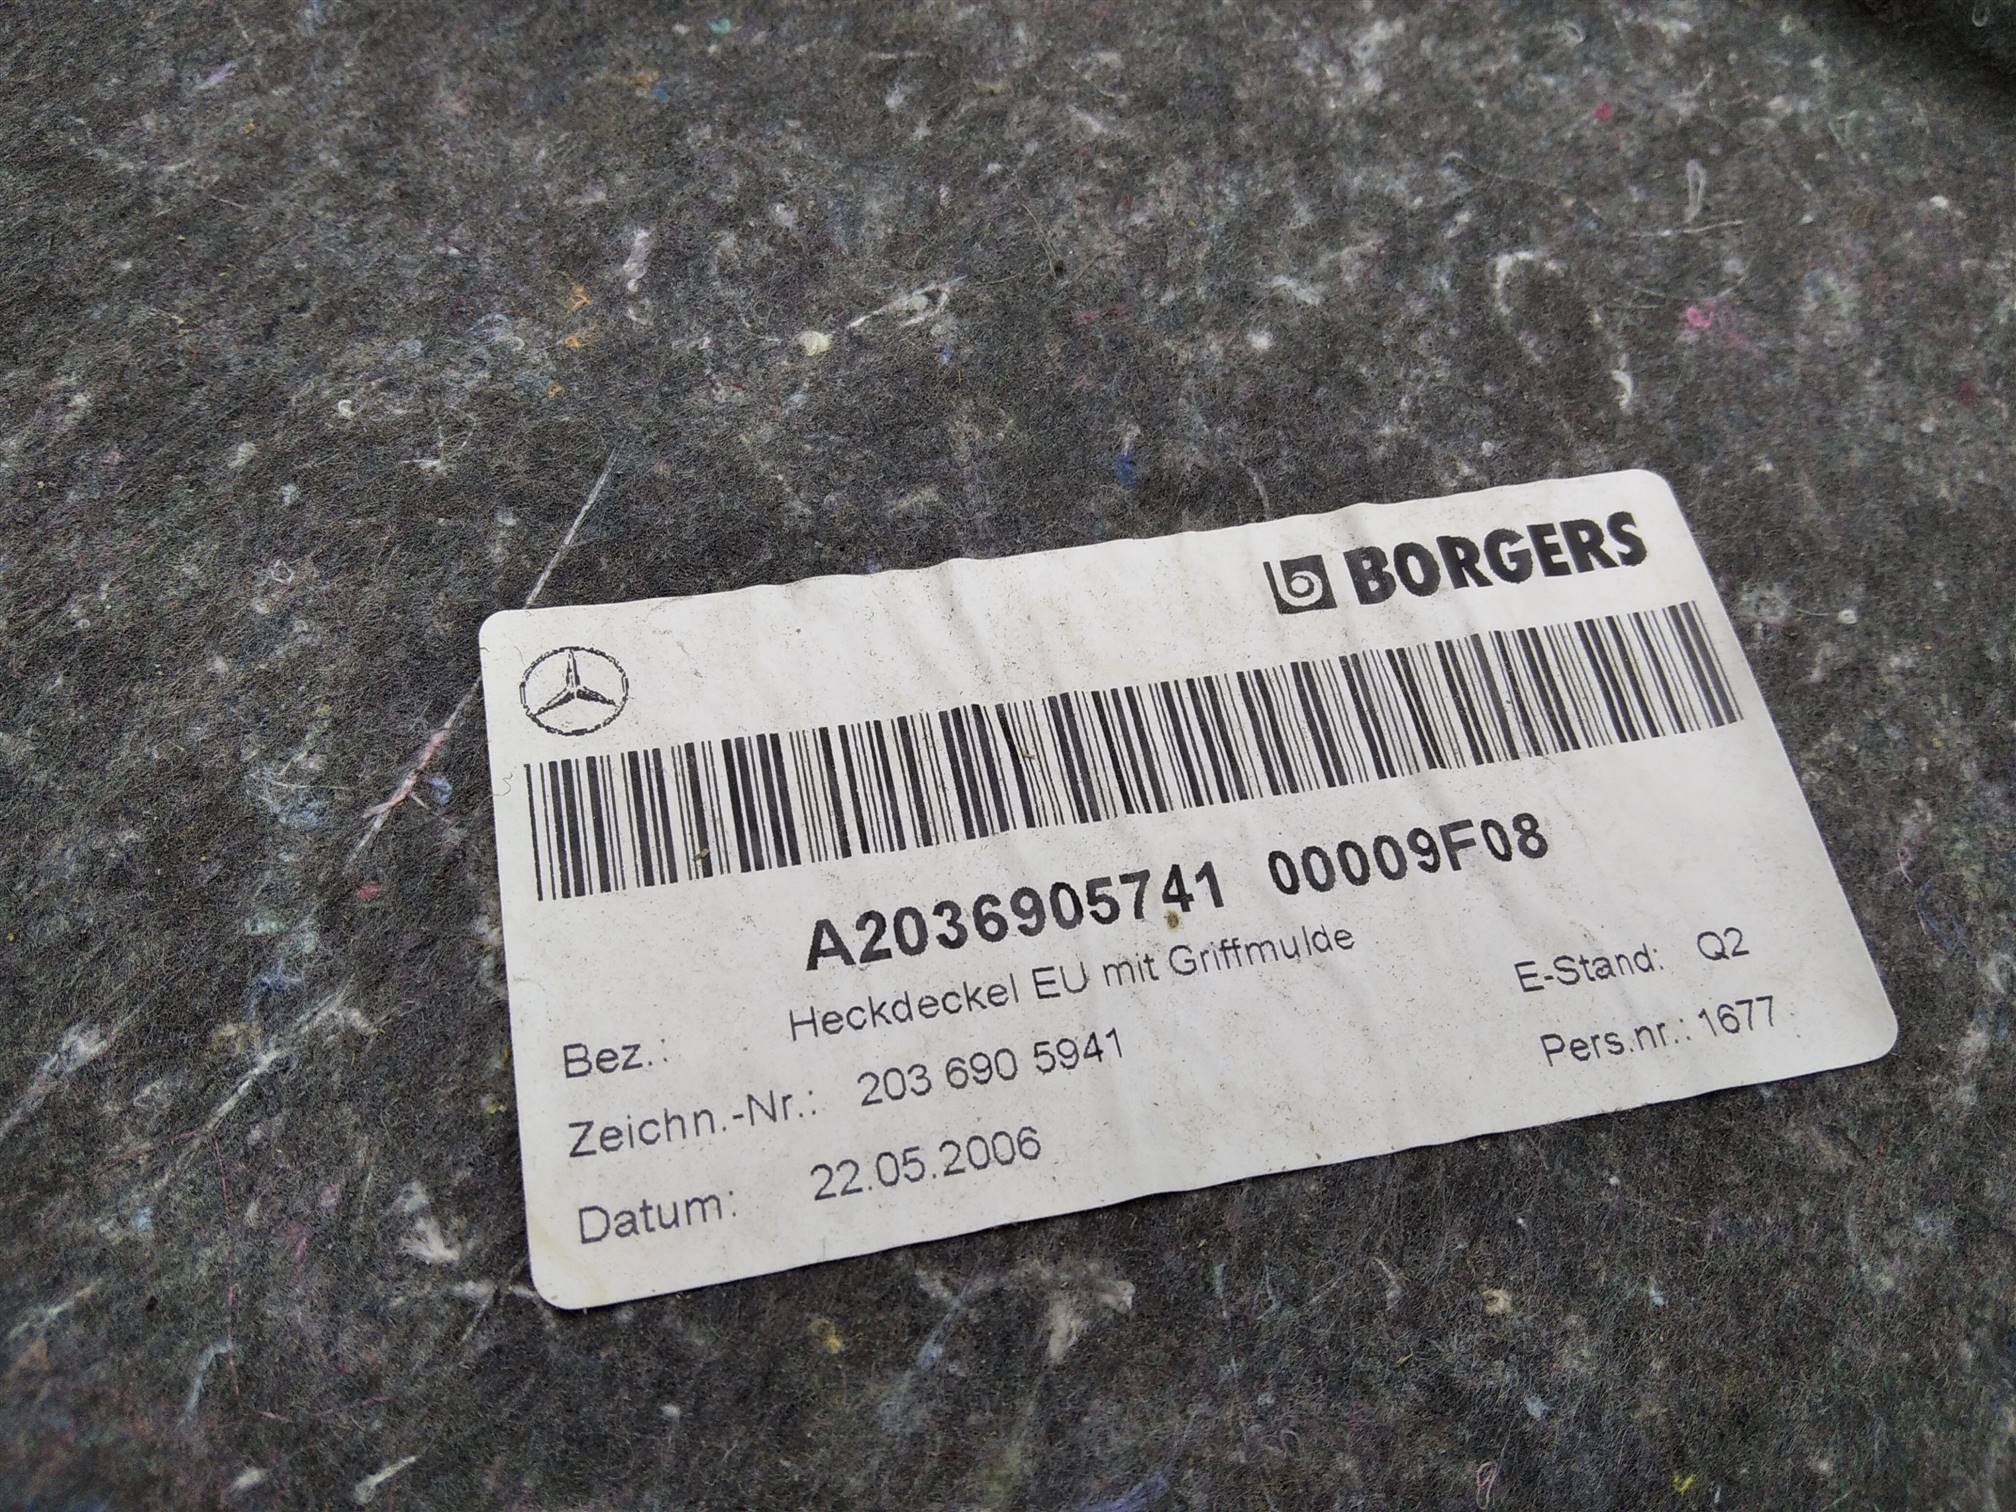 BORGERS
A2036905741 00009F08
Bez.: Heckdeckel EU mit Griffmulde E-Stand: Q2
Zeichn.-Nr.: 203 690 5941 Pers.nr.: 1677
Datum: 22.05.2006